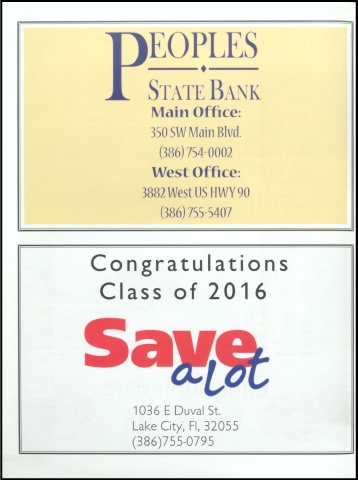 PEOPLES
STATE BANK
Main Office:
350 SW Main Blvd.
(386) 754-0002
West Office:
3882 West US HWY 90
(386) 755-5407
Congratulations
Class of 2016
Save
a Lot
1036 E Duval St.
Lake City, Fl, 32055
(386)755-0795